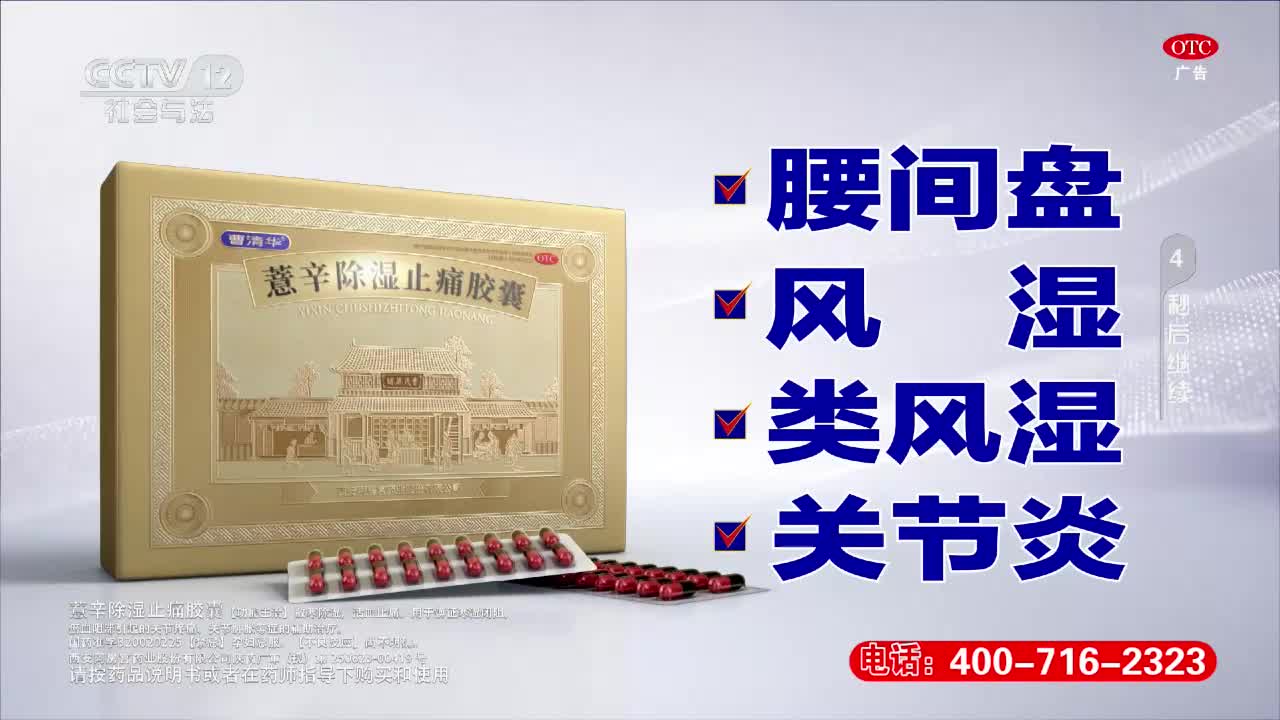 CCTV 12
社会与法
OTC
广告
曹清华
OTC
薏辛除湿止痛胶囊
YIXIN CHUSHIZHITONG JIAONANG
腰间盘
风 湿
类风湿
关节炎
4
秒后继续
薏辛除湿止痛胶囊
请按药品说明书或者在药师指导下购买和使用
电话：400-716-2323